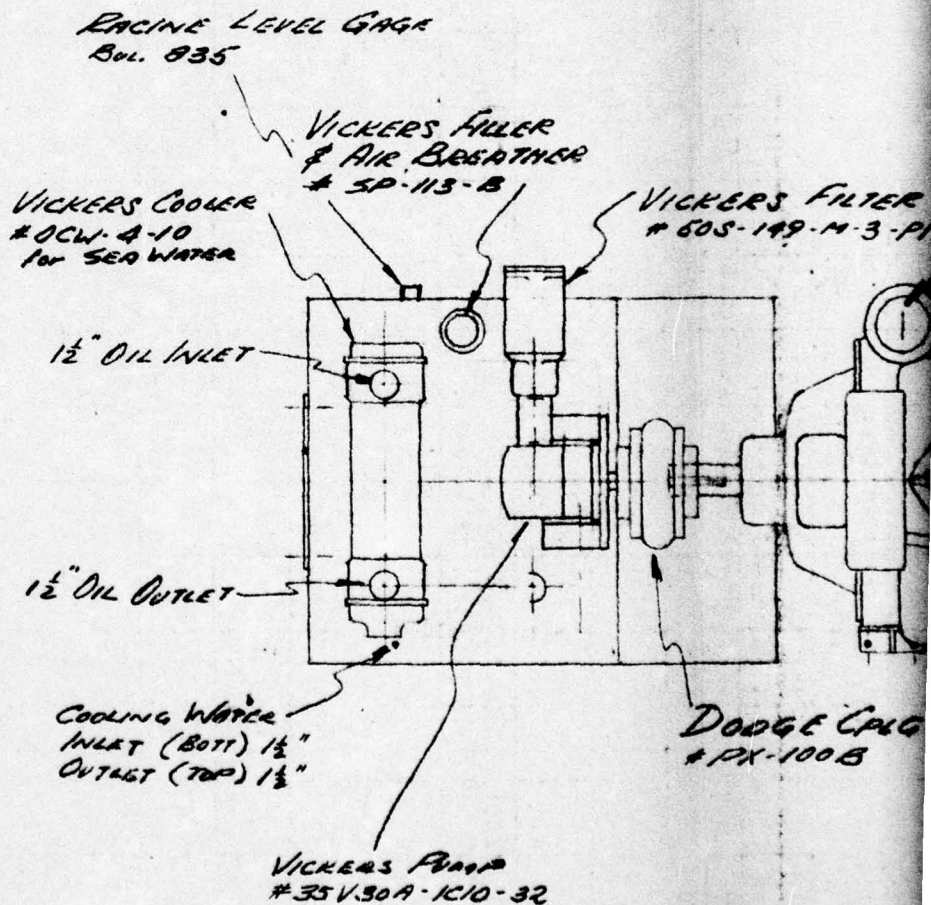 RACINE LEVEL GAGE
BUL. 835
VICKERS FILLER
& AIR BREATHER
# SP-113-B
VICKERS COOLER
# OCW-4-10
for SEA WATER
VICKERS FILTER
# 50S-149-M-3-P1
1½" OIL INLET
1½" OIL OUTLET
COOLING WATER
INLET (BOTT) 1½"
OUTLET (TOP) 1½"
DODGE CPLG
# PX-100B
VICKERS PUMP
# 35V30A-1C10-32